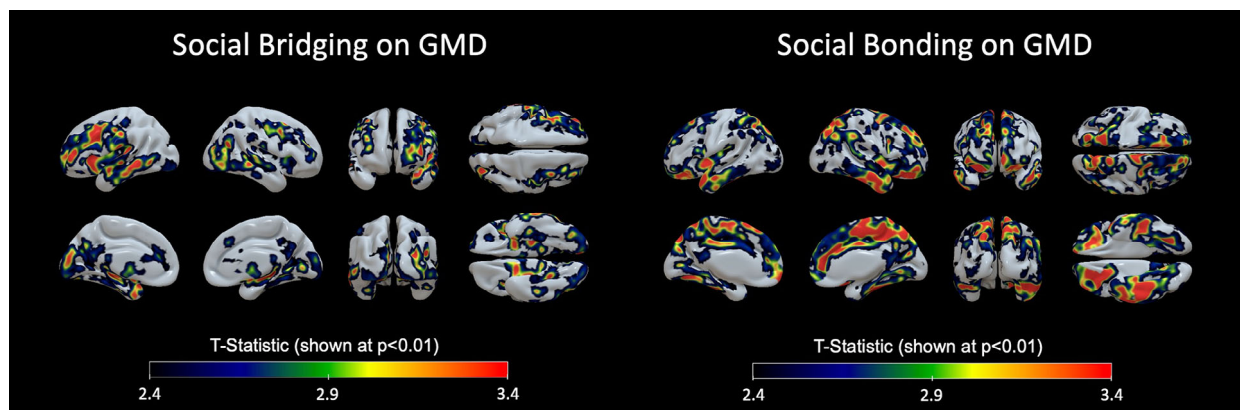 Social Bridging on GMD
T-Statistic (shown at p<0.01)
2.4
2.9
3.4
Social Bonding on GMD
T-Statistic (shown at p<0.01)
2.4
2.9
3.4